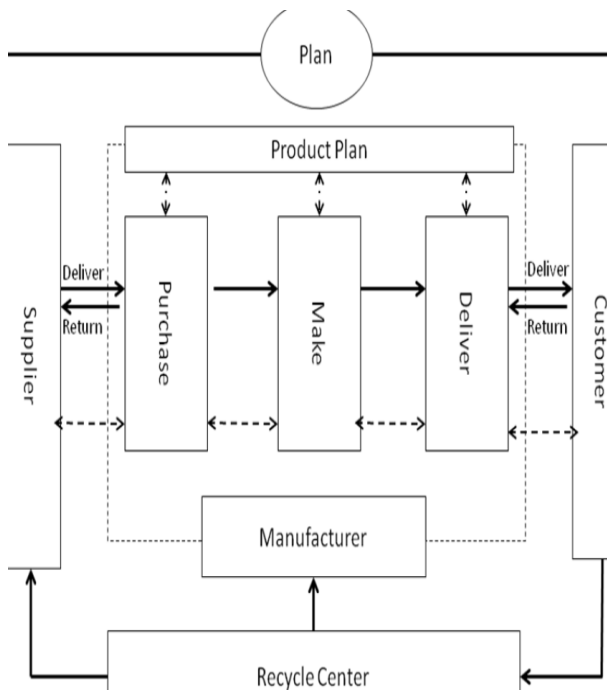 Plan
Product Plan
Supplier
Deliver
Return
Purchase
Make
Deliver
Deliver
Return
Customer
Manufacturer
Recycle Center